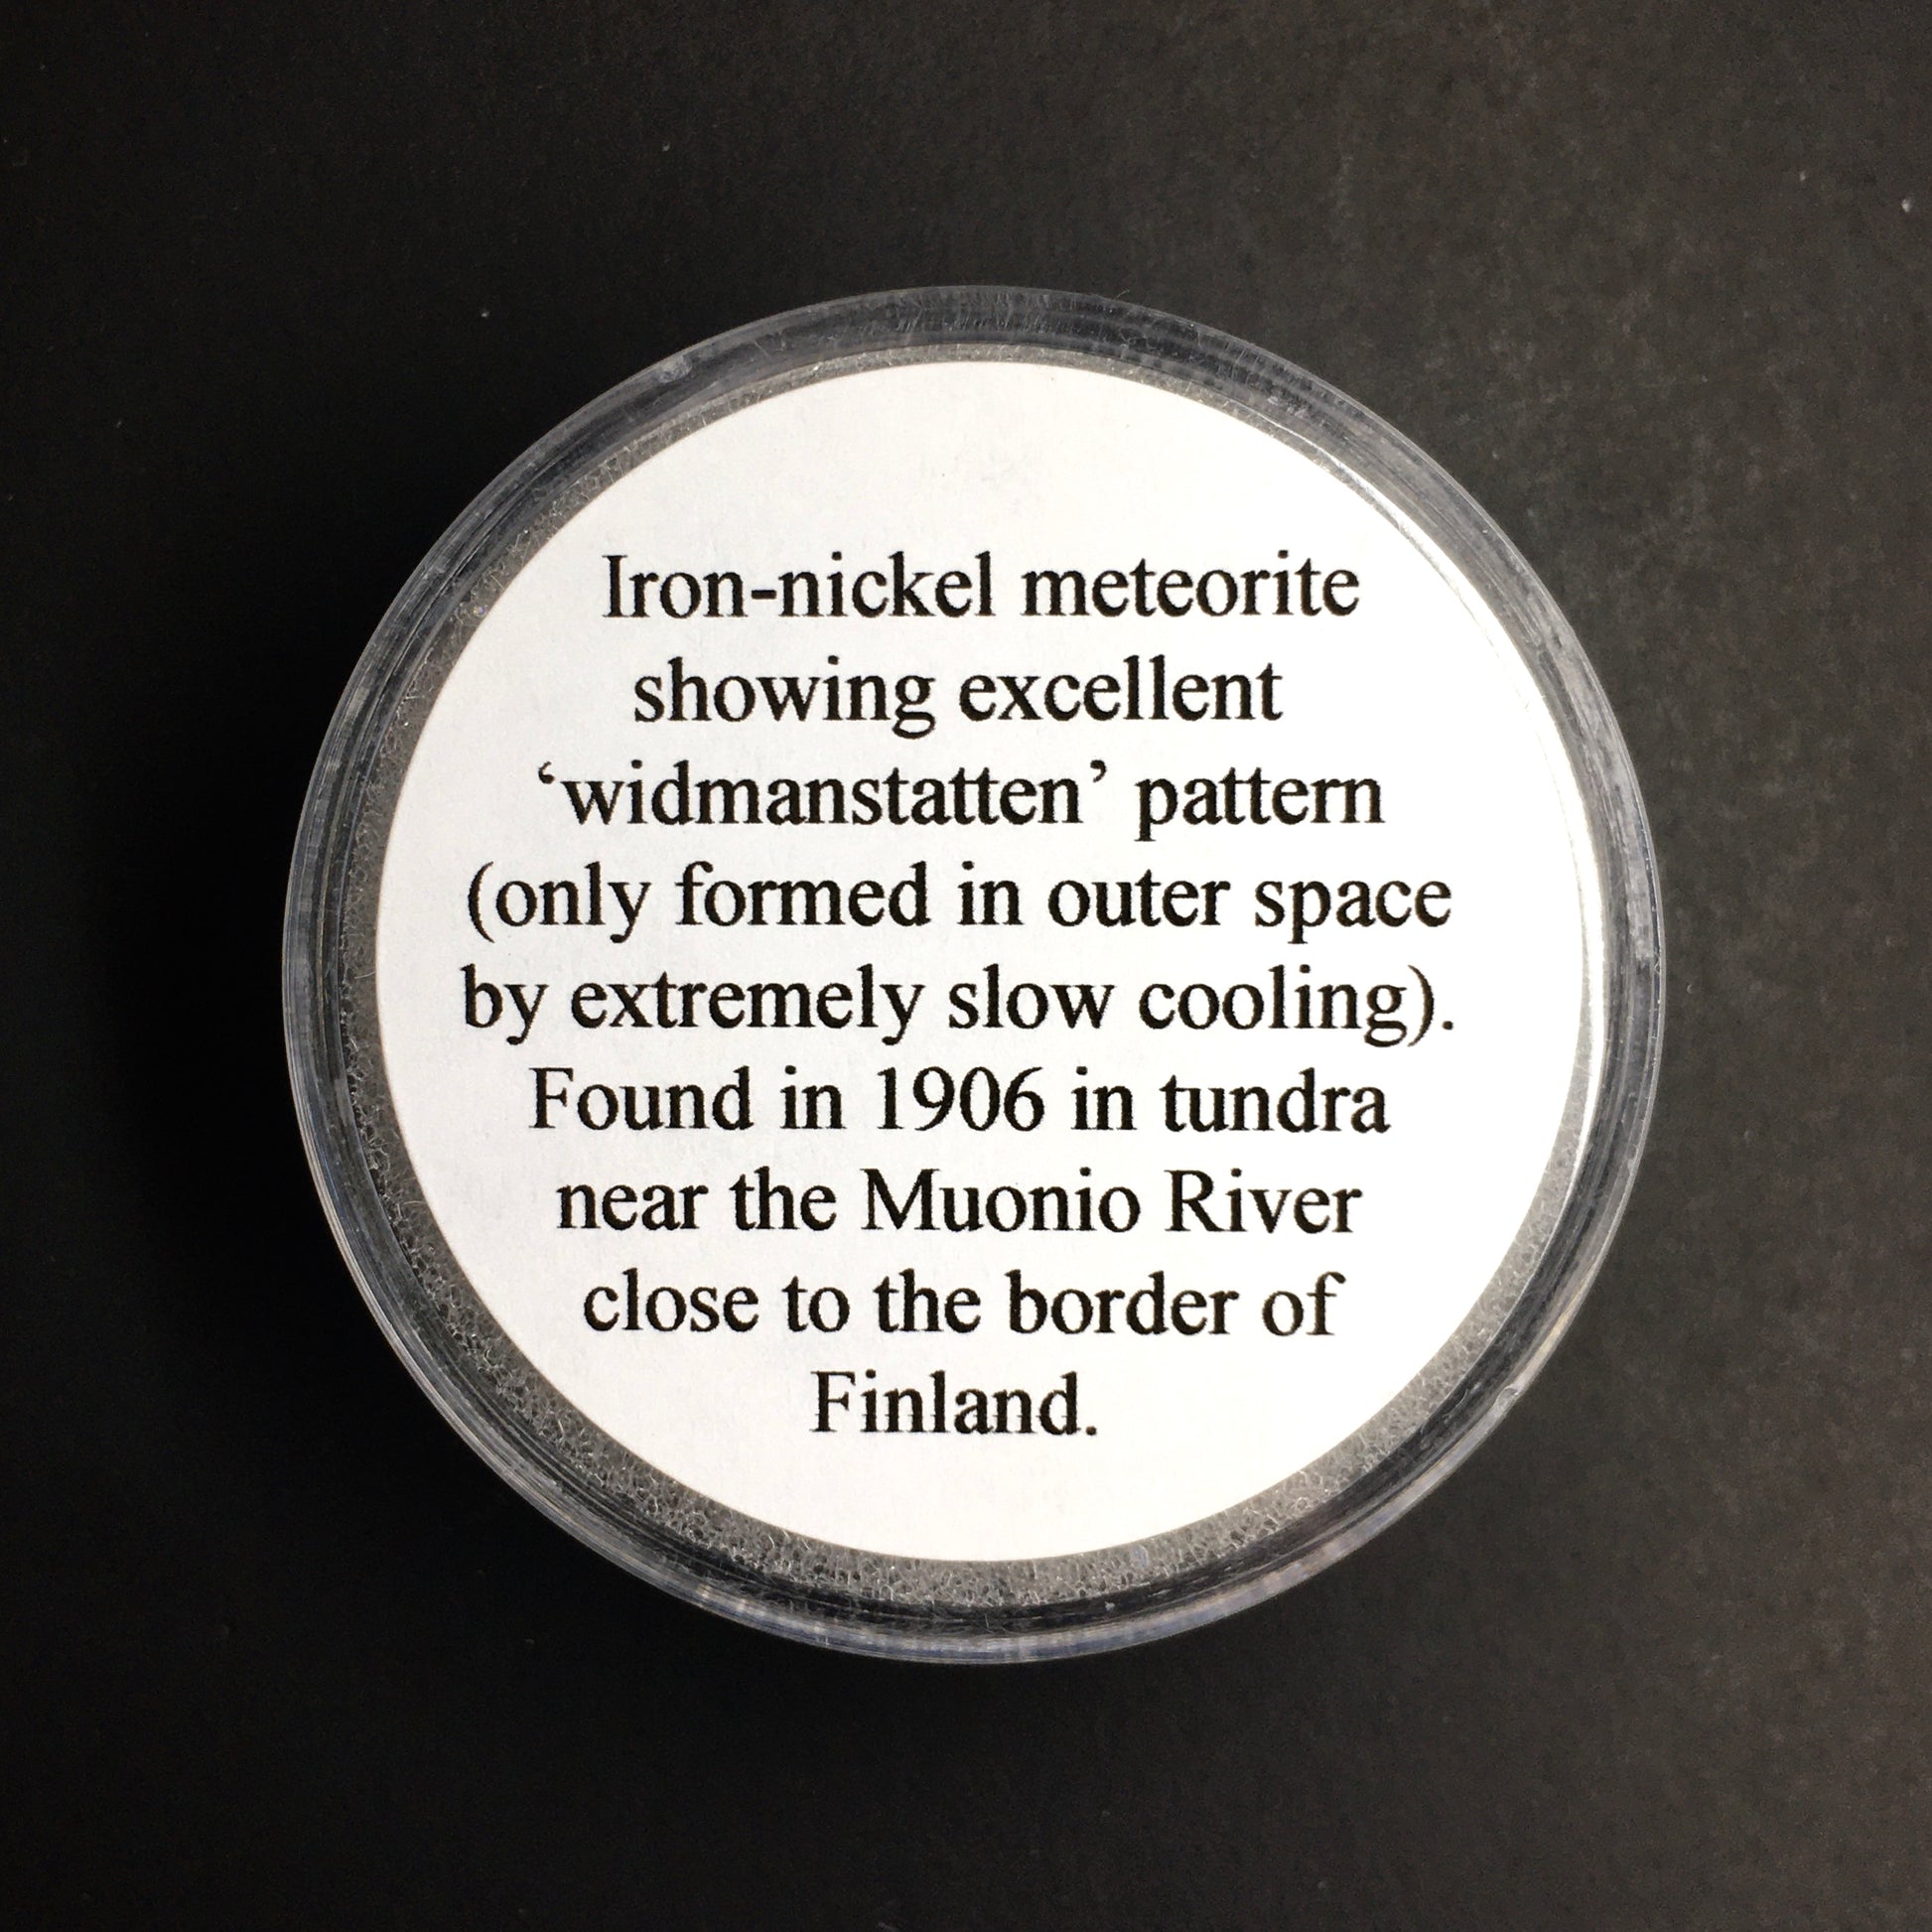 Iron-nickel meteorite
showing excellent
‘widmanstatten’ pattern
(only formed in outer space
by extremely slow cooling).
Found in 1906 in tundra
near the Muonio River
close to the border of
Finland.